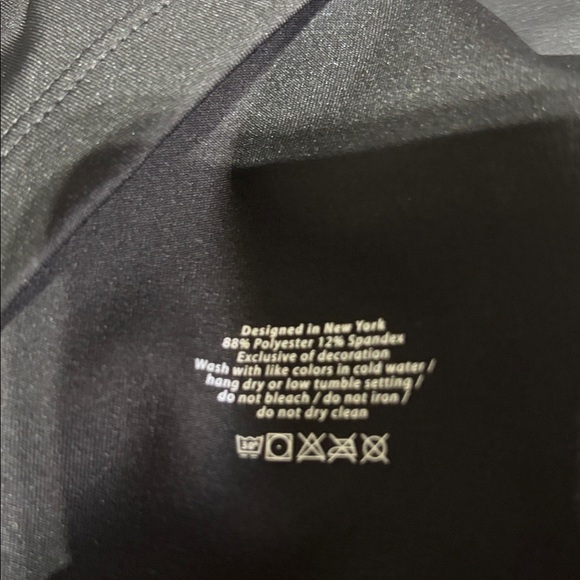 Designed in New York
88% Polyester 12% Spandex
Exclusive of decoration
Wash with like colors in cold water /
hang dry or low tumble setting /
do not bleach / do not iron /
do not dry clean
30°